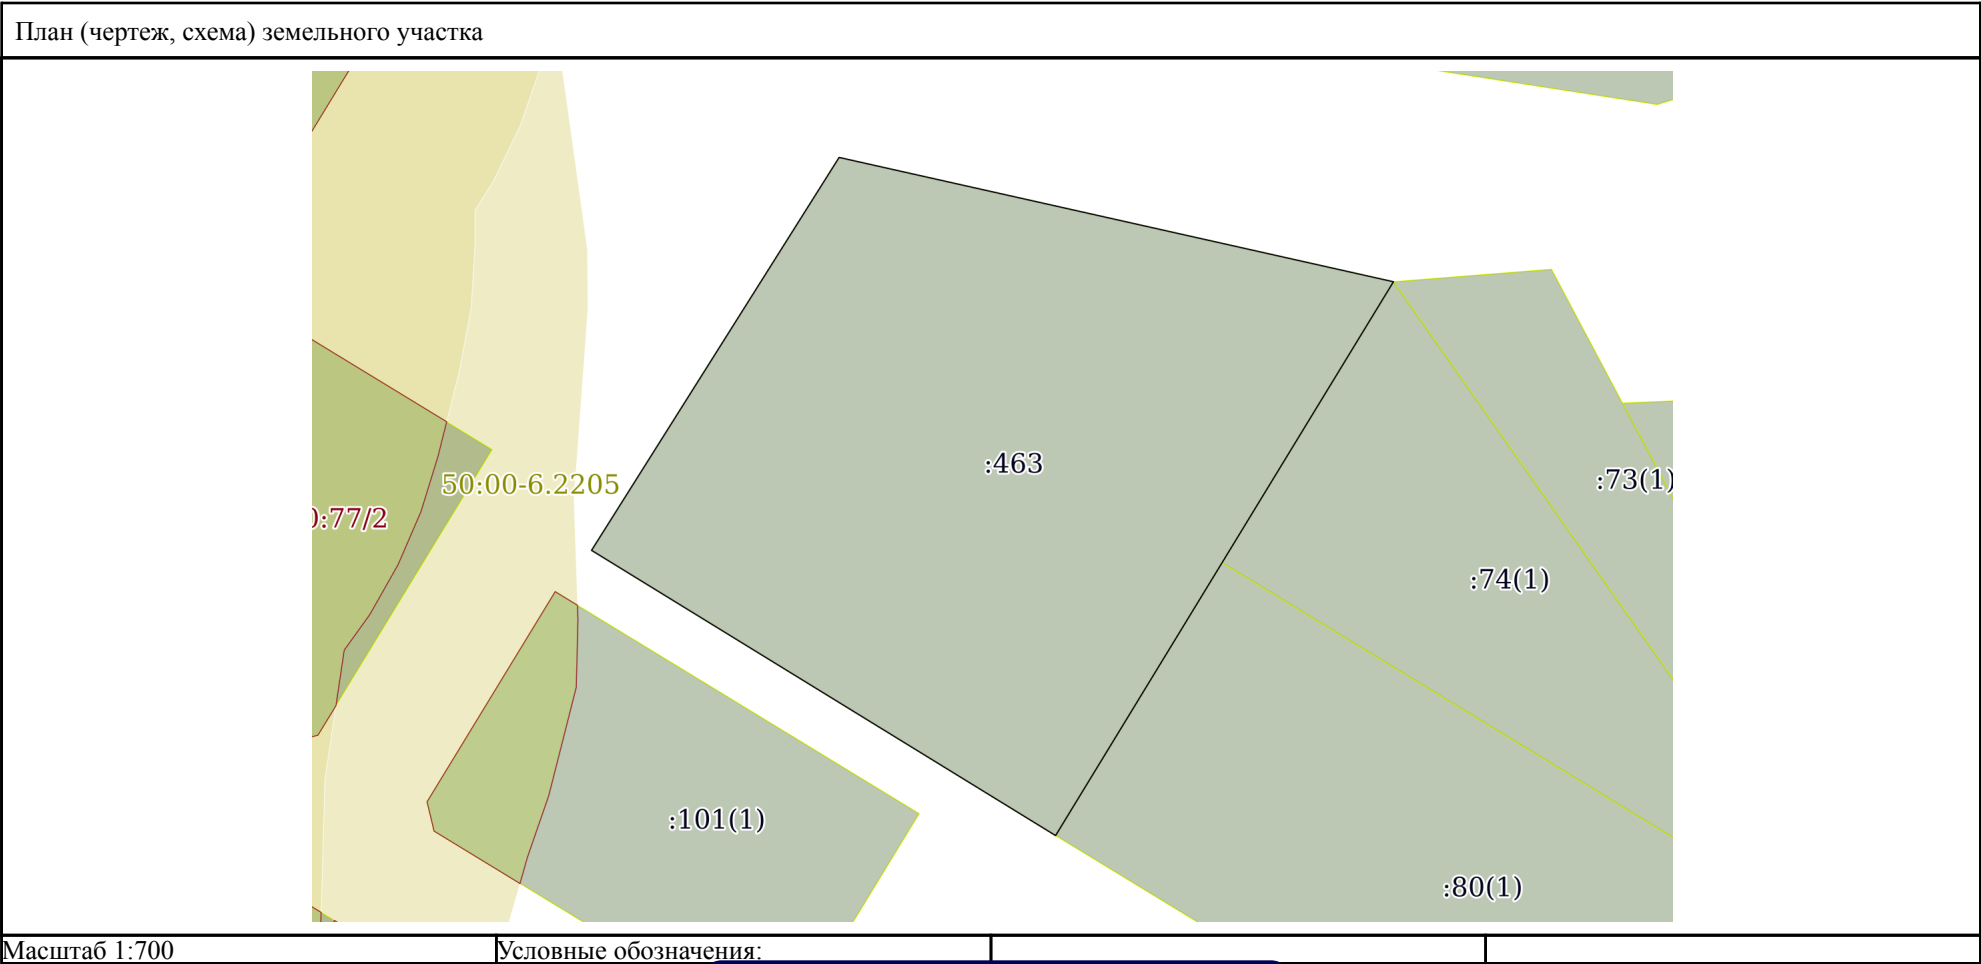 План (чертеж, схема) земельного участка
:463
:73(1)
50:00-6.2205
0:77/2
:74(1)
:101(1)
:80(1)
Масштаб 1:700
Условные обозначения: